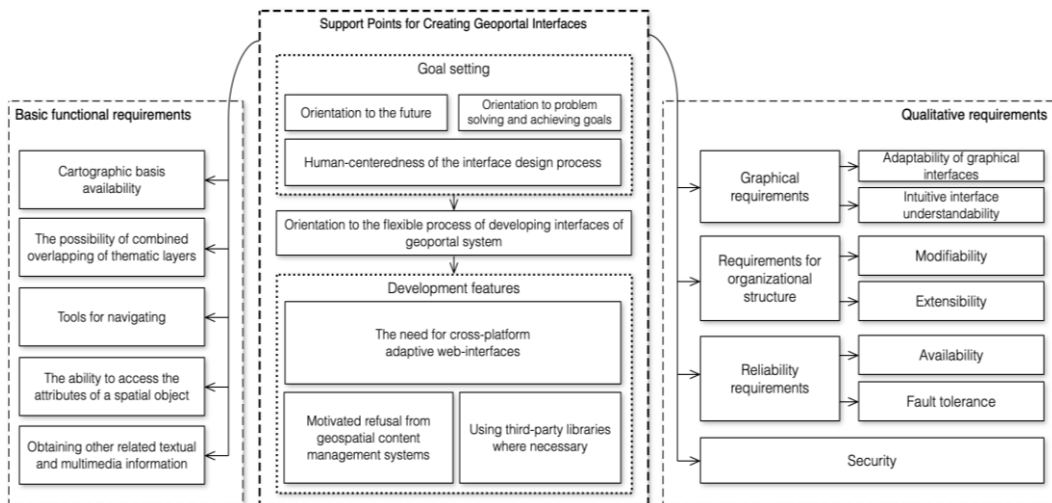 Support Points for Creating Geoportal Interfaces
Goal setting
Orientation to the future
Orientation to problem
solving and achieving goals
Human-centeredness of the interface design process
Orientation to the flexible process of developing interfaces of
geoportal system
Development features
The need for cross-platform
adaptive web-interfaces
Motivated refusal from
geospatial content
management systems
Using third-party libraries
where necessary
Basic functional requirements
Cartographic basis
availability
The possibility of combined
overlapping of thematic layers
Tools for navigating
The ability to access the
attributes of a spatial object
Obtaining other related textual
and multimedia information
Qualitative requirements
Graphical
requirements
Adaptability of graphical
interfaces
Intuitive interface
understandability
Requirements for
organizational
structure
Modifiability
Extensibility
Reliability
requirements
Availability
Fault tolerance
Security